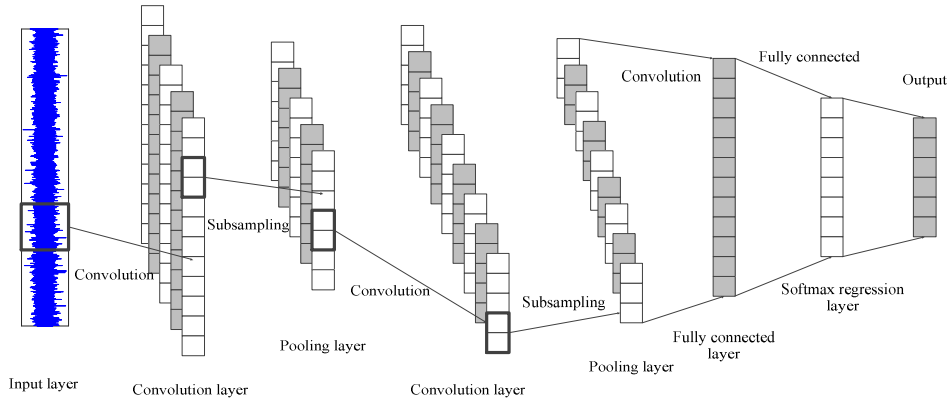 Fully connected
Convolution
Output
Subsampling
Convolution
Convolution
Subsampling
Softmax regression
layer
Pooling layer
Fully connected
layer
Pooling layer
Input layer
Convolution layer
Convolution layer